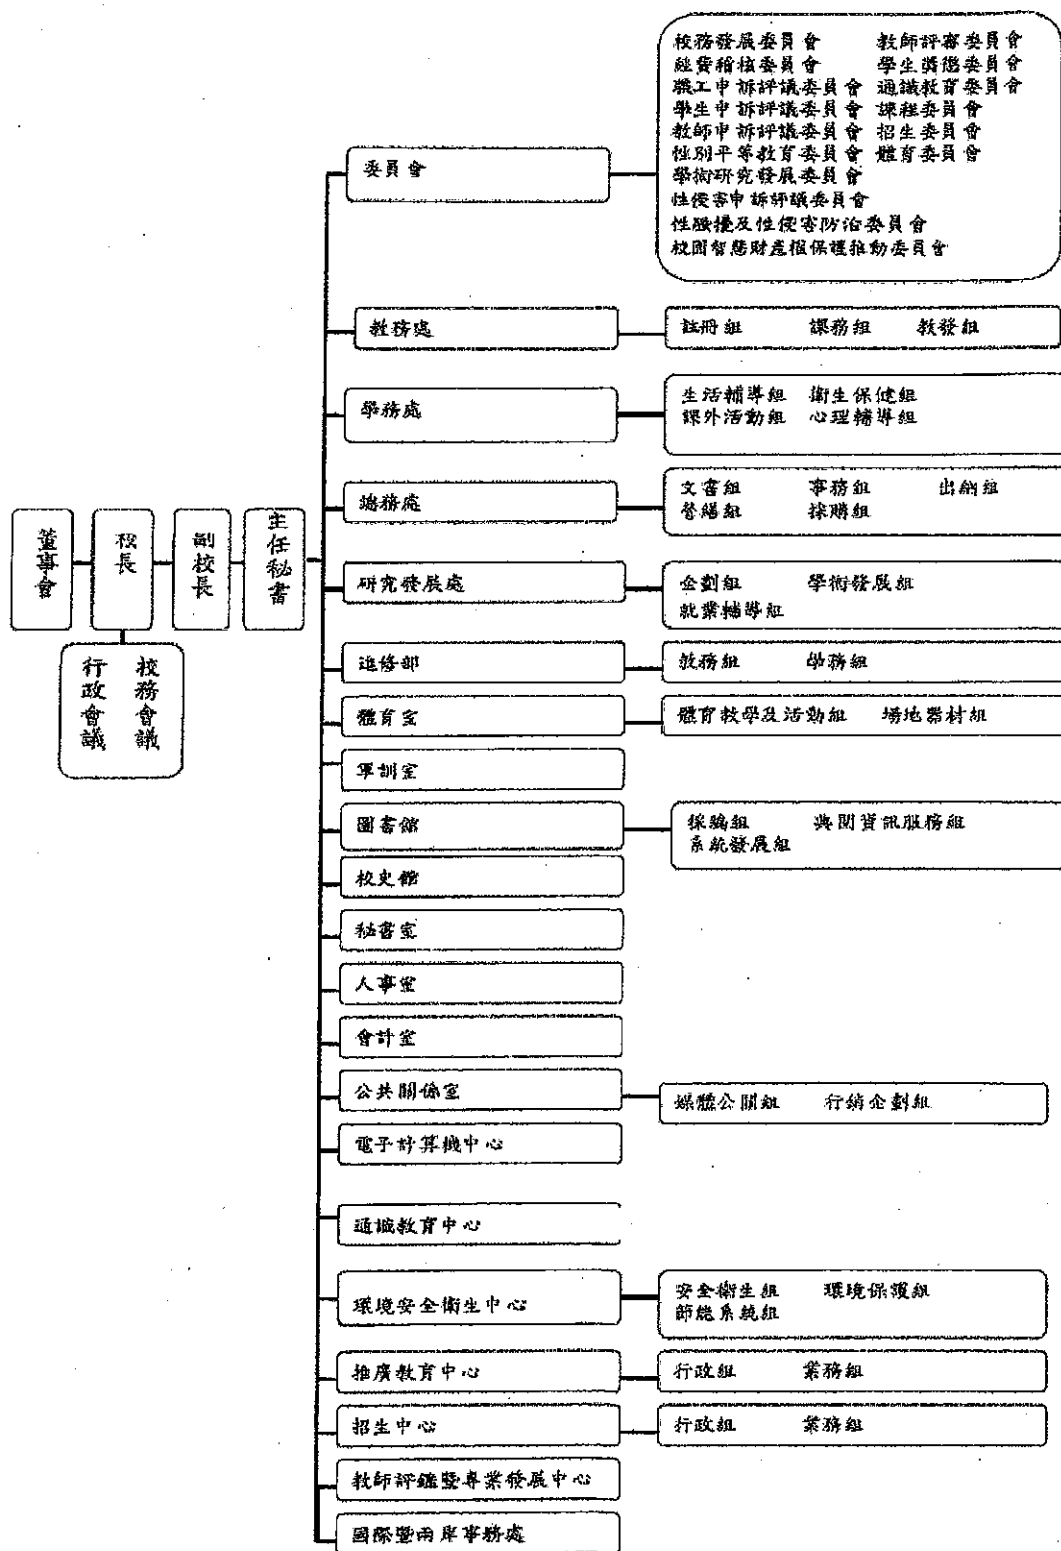 董事會
校長
副校長
主任秘書
校務會議
行政會議
委員會
校務發展委員會 教師評審委員會
經費稽核委員會 學生獎懲委員會
職工申訴評議委員會 通識教育委員會
學生申訴評議委員會 課程委員會
教師申訴評議委員會 招生委員會
性別平等教育委員會 體育委員會
學術研究發展委員會
性侵害申訴評議委員會
性騷擾及性侵害防治委員會
校園智慧財產權保護推動委員會
教務處
註冊組 課務組 教發組
學務處
生活輔導組 衛生保健組
課外活動組 心理輔導組
總務處
文書組 事務組 出納組
營繕組 採購組
研究發展處
企劃組 學術發展組
就業輔導組
進修部
教務組 學務組
體育室
體育教學及活動組 場地器材組
軍訓室
圖書館
採編組 典閱資訊服務組
系統發展組
校史館
秘書室
人事室
會計室
公共關係室
媒體公關組 行銷企劃組
電子計算機中心
通識教育中心
環境安全衛生中心
安全衛生組 環境保護組
節能系統組
推廣教育中心
行政組 業務組
招生中心
行政組 業務組
教師評鑑暨專業發展中心
國際暨兩岸事務處